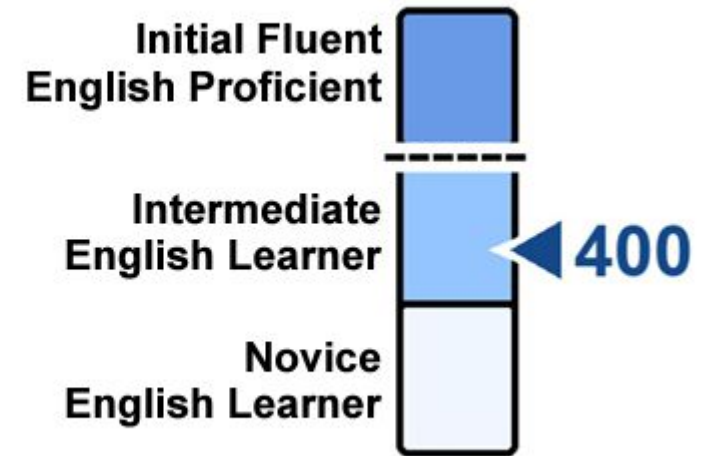 Initial Fluent
English Proficient
Intermediate
English Learner
400
Novice
English Learner